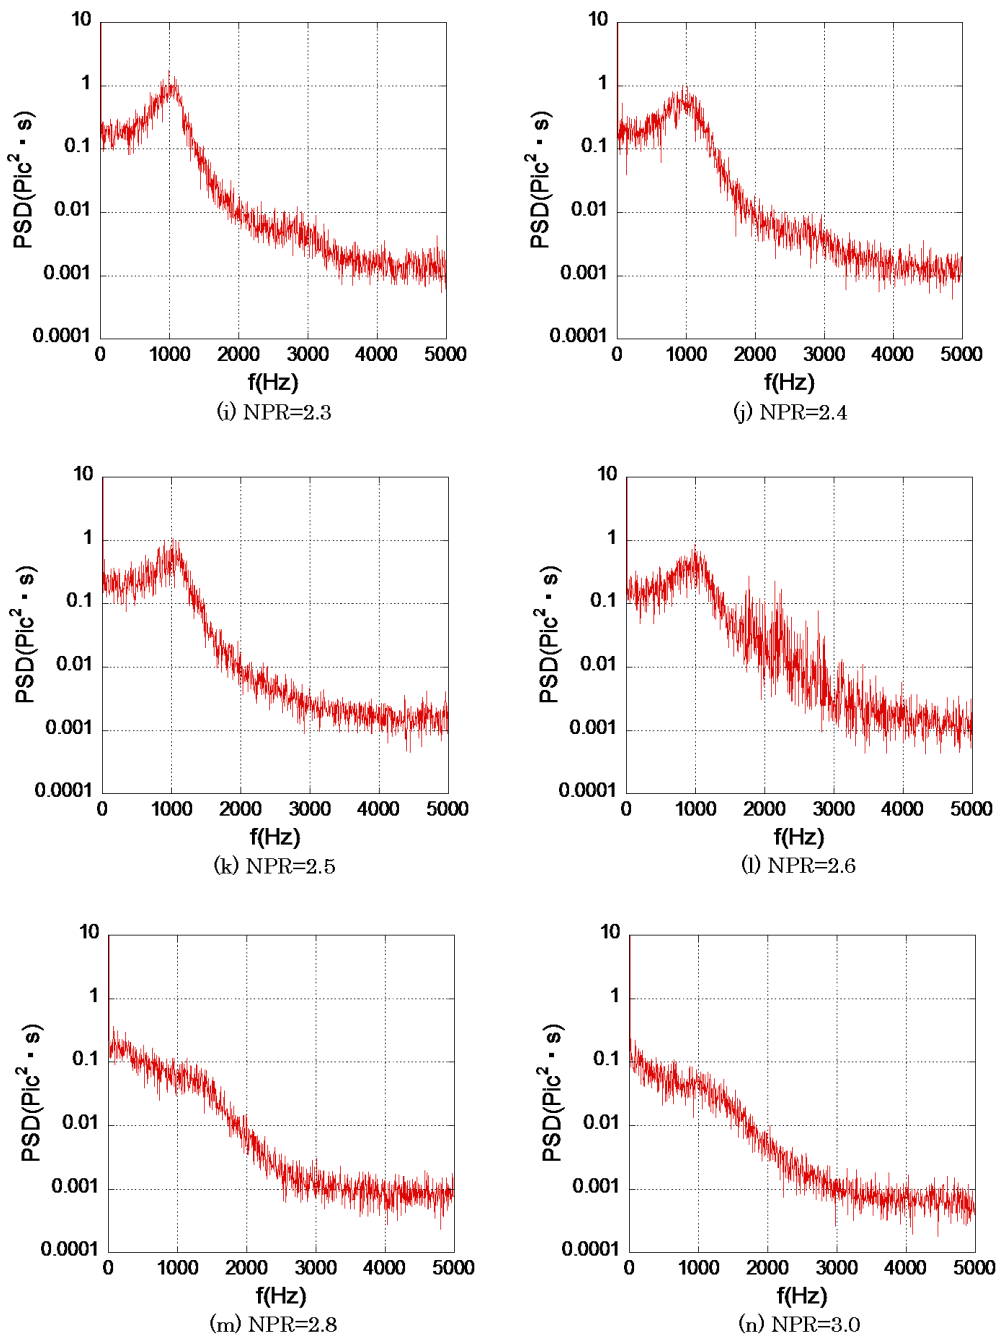 10
1
0.1
0.01
0.001
0.0001
PSD(Pic²・s)
0 1000 2000 3000 4000 5000
f(Hz)
(i) NPR=2.3
10
1
0.1
0.01
0.001
0.0001
PSD(Pic²・s)
0 1000 2000 3000 4000 5000
f(Hz)
(j) NPR=2.4
10
1
0.1
0.01
0.001
0.0001
PSD(Pic²・s)
0 1000 2000 3000 4000 5000
f(Hz)
(k) NPR=2.5
10
1
0.1
0.01
0.001
0.0001
PSD(Pic²・s)
0 1000 2000 3000 4000 5000
f(Hz)
(l) NPR=2.6
10
1
0.1
0.01
0.001
0.0001
PSD(Pic²・s)
0 1000 2000 3000 4000 5000
f(Hz)
(m) NPR=2.8
10
1
0.1
0.01
0.001
0.0001
PSD(Pic²・s)
0 1000 2000 3000 4000 5000
f(Hz)
(n) NPR=3.0